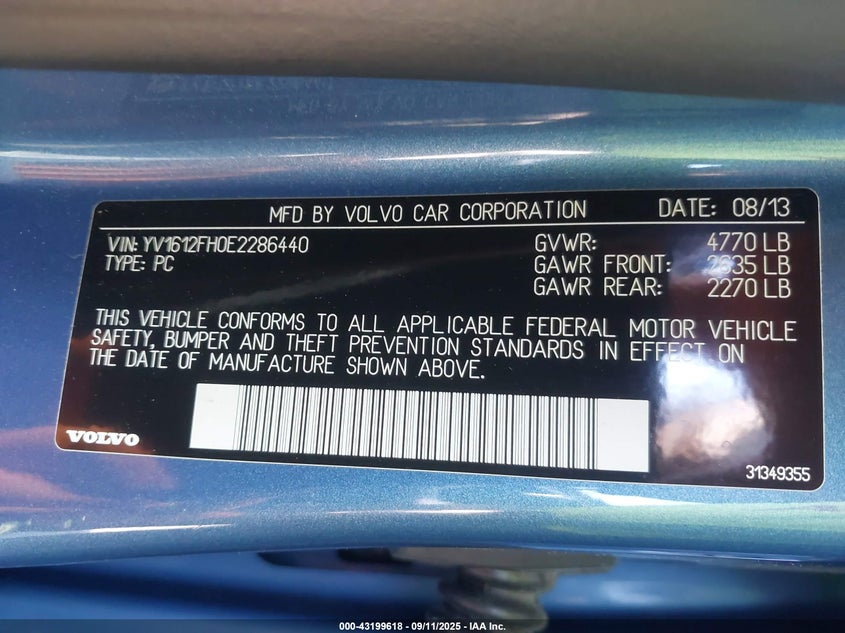 MFD BY VOLVO CAR CORPORATION DATE: 08/13
VIN: YV1612FH0E2286440 GVWR: 4770 LB
TYPE: PC GAWR FRONT: 2635 LB
GAWR REAR: 2270 LB
THIS VEHICLE CONFORMS TO ALL APPLICABLE FEDERAL MOTOR VEHICLE
SAFETY, BUMPER AND THEFT PREVENTION STANDARDS IN EFFECT ON
THE DATE OF MANUFACTURE SHOWN ABOVE.
VOLVO
31349355
000-43199618 - 09/11/2025 - IAA Inc.